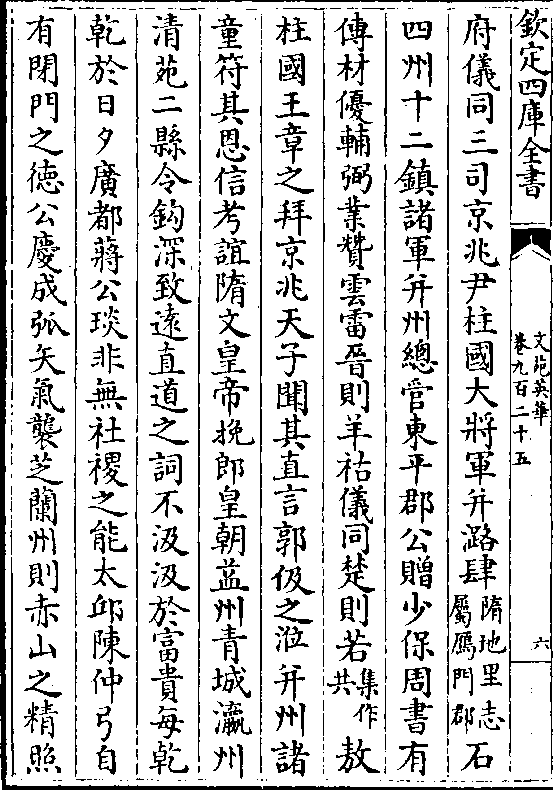 欽定四庫全書
文苑英華
卷九百二十五
六
府儀同三司京兆尹柱國大將軍幷潞肆隋地里志屬鴈門郡石
四州十二鎮諸軍幷州總管東平郡公贈少保周書有
傳材優輔弼業贊雲雷晉則羊祜儀同楚則若集作共敖
柱國王章之拜京兆天子聞其直言郭伋之涖幷州諸
童符其恩信考誼隋文皇帝挽郎皇朝益州青城瀛州
清苑二縣令鈎深致遠直道之詞不汲汲於富貴每乾
乾於日夕廣都蔣公琰非無社稷之能太邱陳仲弓自
有閉門之德公慶成弧矢氣襲芝蘭州則赤山之精照